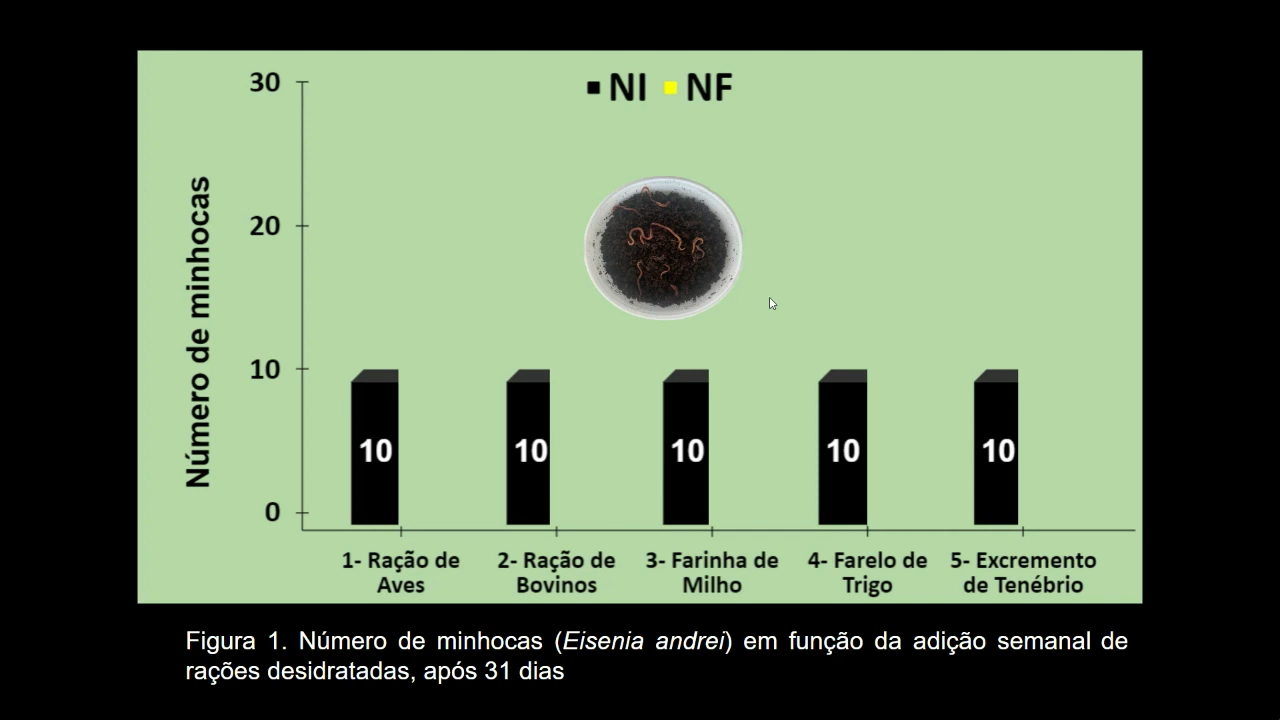 NI NF
30
20
10
0
Número de minhocas
10 10 10 10 10
1- Ração de Aves
2- Ração de Bovinos
3- Farinha de Milho
4- Farelo de Trigo
5- Excremento de Tenébrio
Figura 1. Número de minhocas (Eisenia andrei) em função da adição semanal de
rações desidratadas, após 31 dias